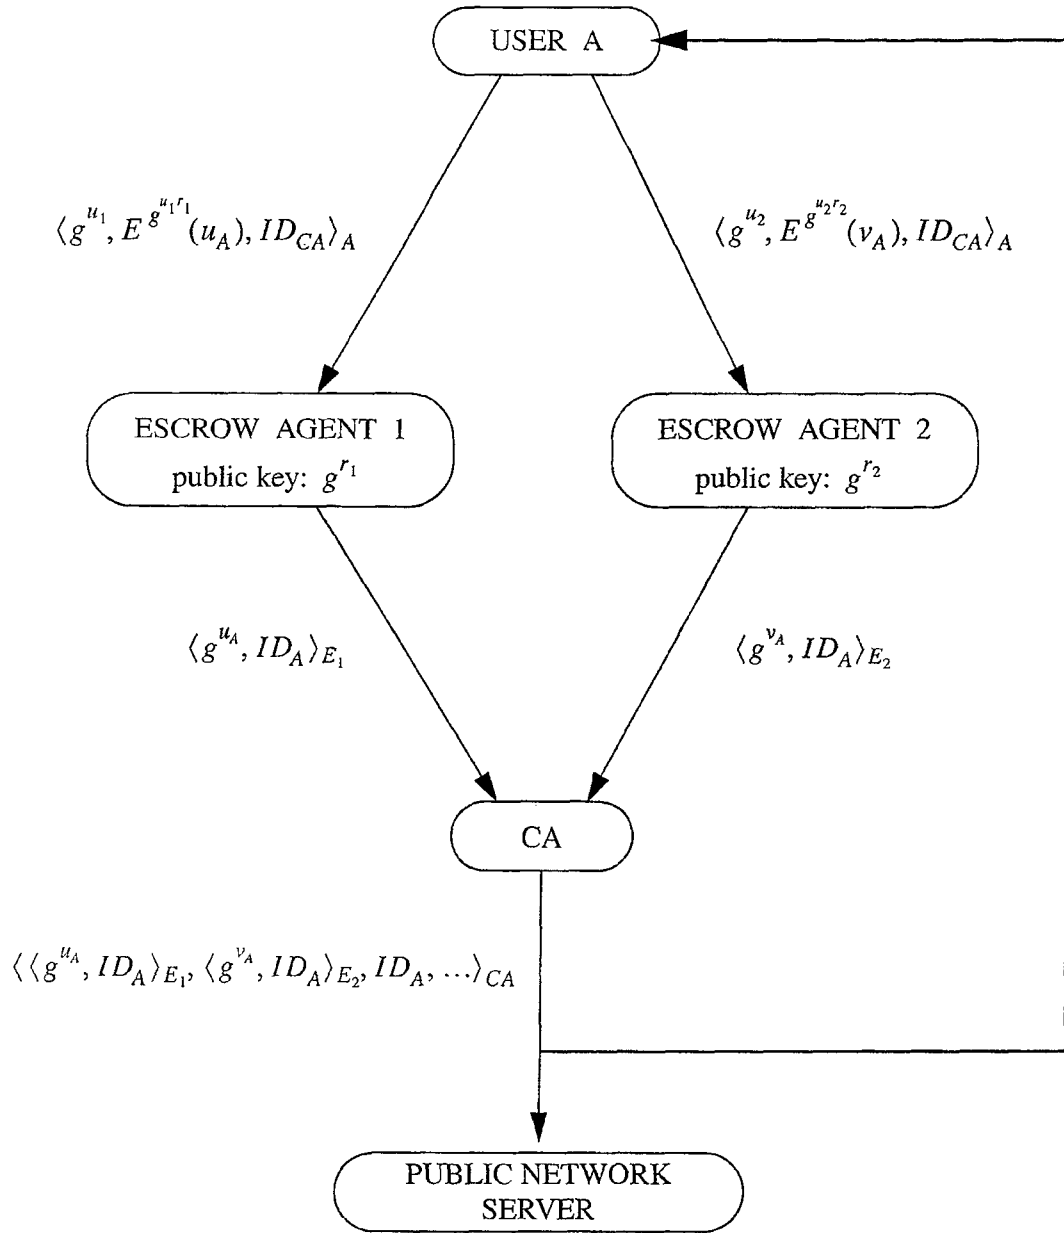 USER A
⟨g^{u_1}, E^{g^{u_1 r_1}}(u_A), ID_{CA}⟩_A
⟨g^{u_2}, E^{g^{u_2 r_2}}(v_A), ID_{CA}⟩_A
ESCROW AGENT 1
public key: g^{r_1}
ESCROW AGENT 2
public key: g^{r_2}
⟨g^{u_A}, ID_A⟩_{E_1}
⟨g^{v_A}, ID_A⟩_{E_2}
CA
⟨⟨g^{u_A}, ID_A⟩_{E_1}, ⟨g^{v_A}, ID_A⟩_{E_2}, ID_A, ...⟩_{CA}
PUBLIC NETWORK
SERVER